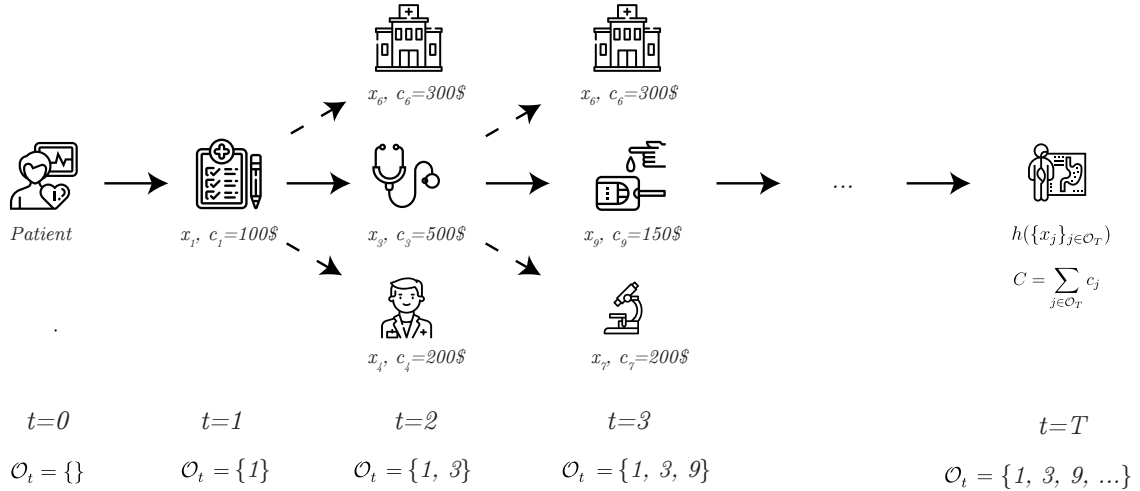 x₆, c₆=300$
x₆, c₆=300$
Patient
x₁, c₁=100$
x₃, c₃=500$
x₉, c₉=150$
...
h({xⱼ}ⱼ∈𝒪_T)
C = ∑ⱼ∈𝒪_T cⱼ
.
x₄, c₄=200$
x₇, c₇=200$
t=0
t=1
t=2
t=3
t=T
𝒪ₜ = {}
𝒪ₜ = {1}
𝒪ₜ = {1, 3}
𝒪ₜ = {1, 3, 9}
𝒪ₜ = {1, 3, 9, ...}